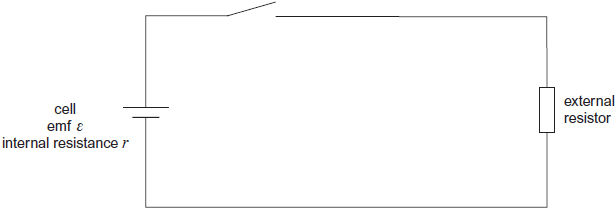 cell
emf ε
internal resistance r
external
resistor